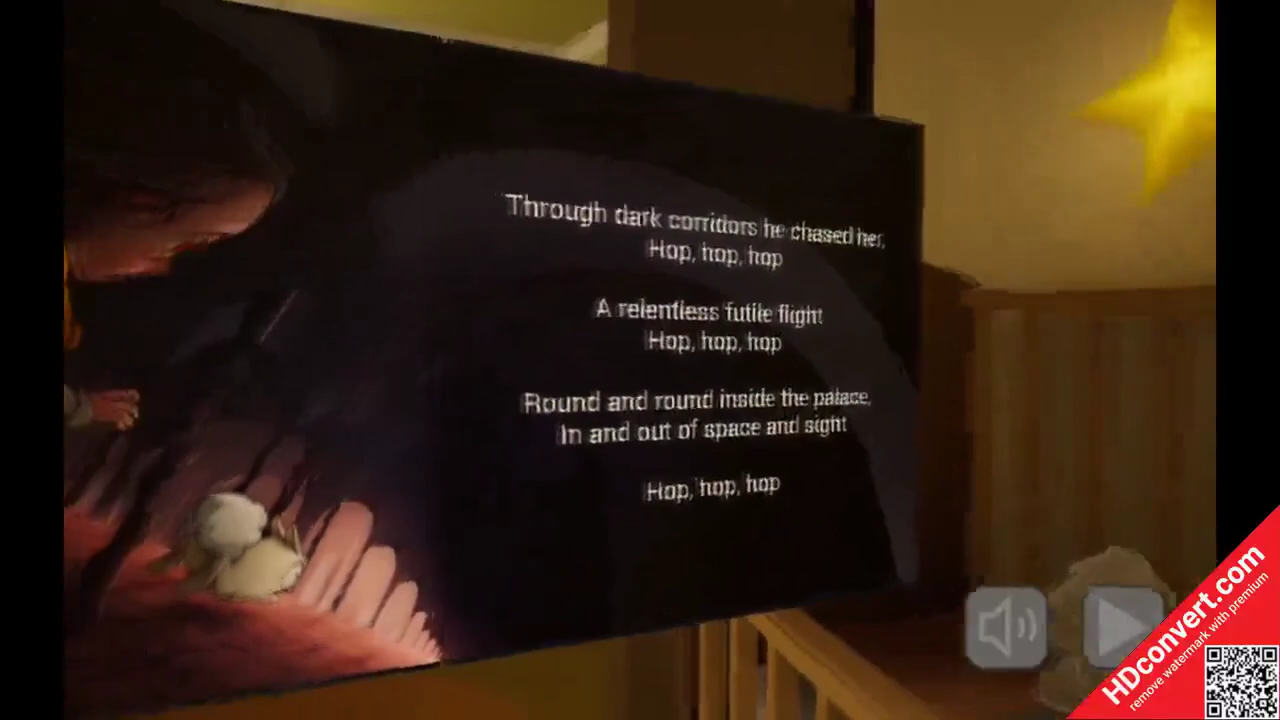 Through dark corridors he chased her,
Hop, hop, hop
A relentless futile flight
Hop, hop, hop
Round and round inside the palace,
In and out of space and sight
Hop, hop, hop
HDconvert.com
remove watermark with premium